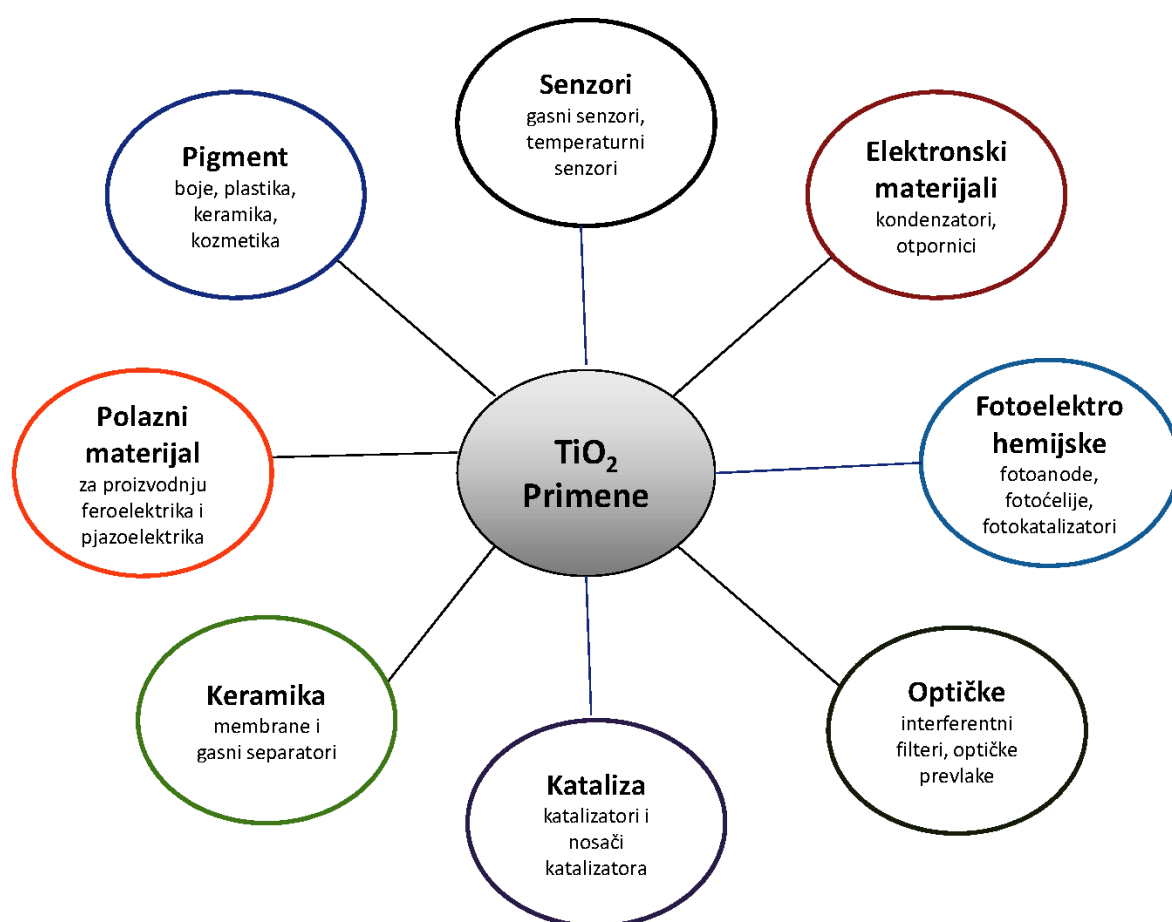 Senzori
gasni senzori,
temperaturni
senzori
Pigment
boje, plastika,
keramika,
kozmetika
Elektronski
materijali
kondenzatori,
otpornici
Polazni
materijal
za proizvodnju
feroelektrika i
pjazoelektrika
TiO₂
Primene
Fotoelektro
hemijske
fotoanode,
fotoćelije,
fotokatalizatori
Keramika
membrane i
gasni separatori
Kataliza
katalizatori i
nosači
katalizatora
Optičke
interferentni
filteri, optičke
prevlake